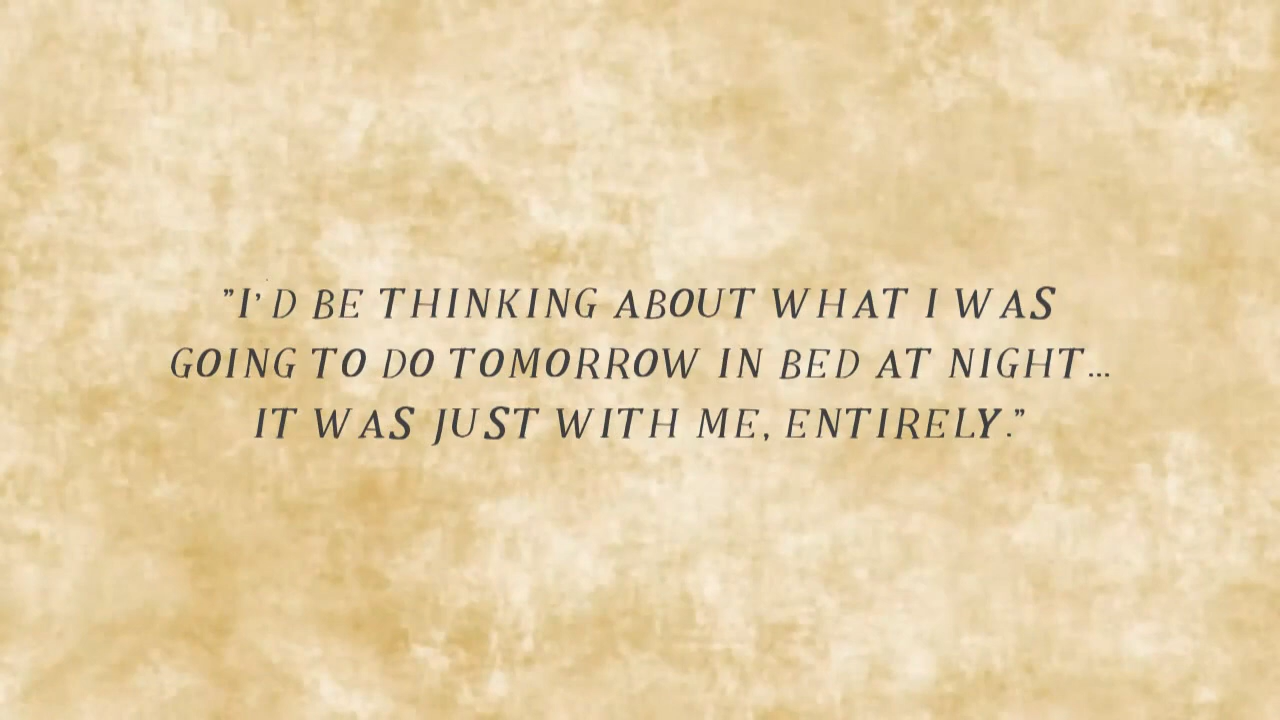 "I'D BE THINKING ABOUT WHAT I WAS
GOING TO DO TOMORROW IN BED AT NIGHT...
IT WAS JUST WITH ME, ENTIRELY."